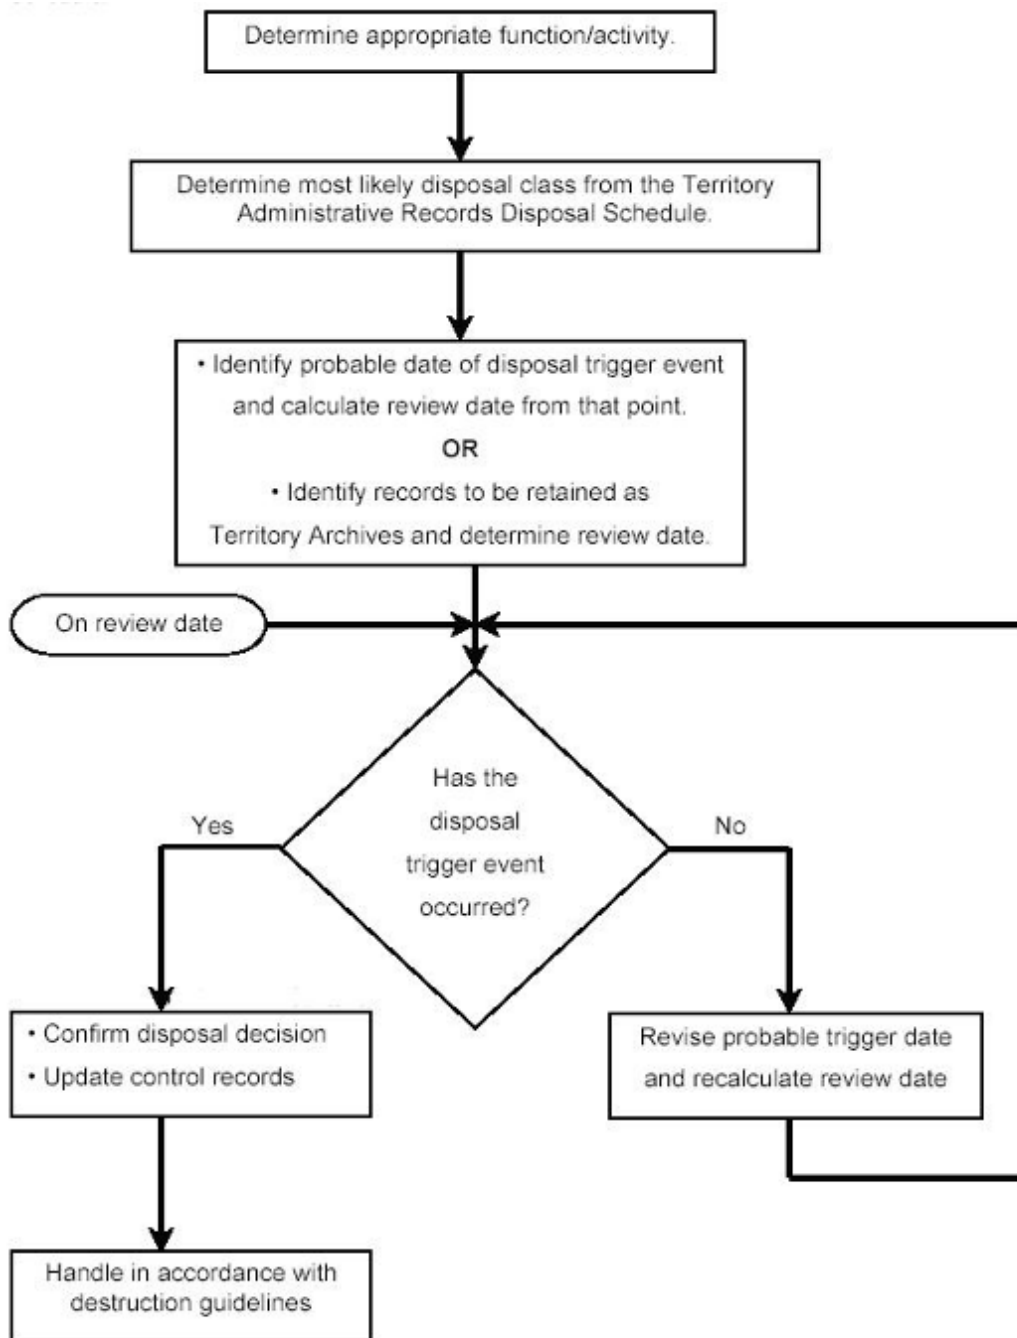 Determine appropriate function/activity.
Determine most likely disposal class from the Territory
Administrative Records Disposal Schedule.
• Identify probable date of disposal trigger event
and calculate review date from that point.
OR
• Identify records to be retained as
Territory Archives and determine review date.
On review date
Has the
disposal
trigger event
occurred?
Yes
No
• Confirm disposal decision
• Update control records
Revise probable trigger date
and recalculate review date
Handle in accordance with
destruction guidelines